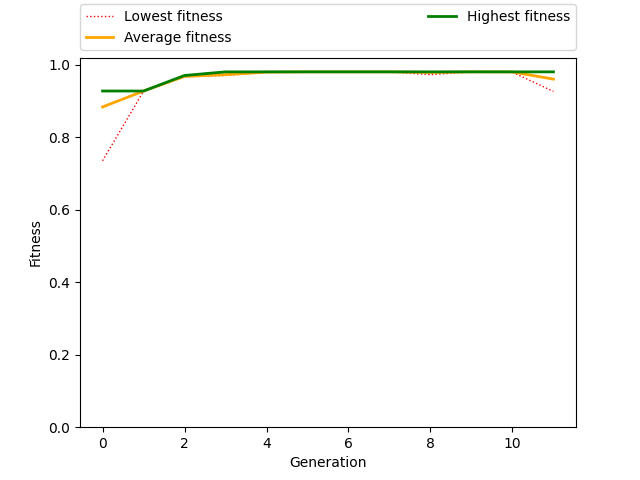 Lowest fitness
Average fitness
Highest fitness
1.0
0.8
0.6
0.4
0.2
0.0
Fitness
0 2 4 6 8 10
Generation